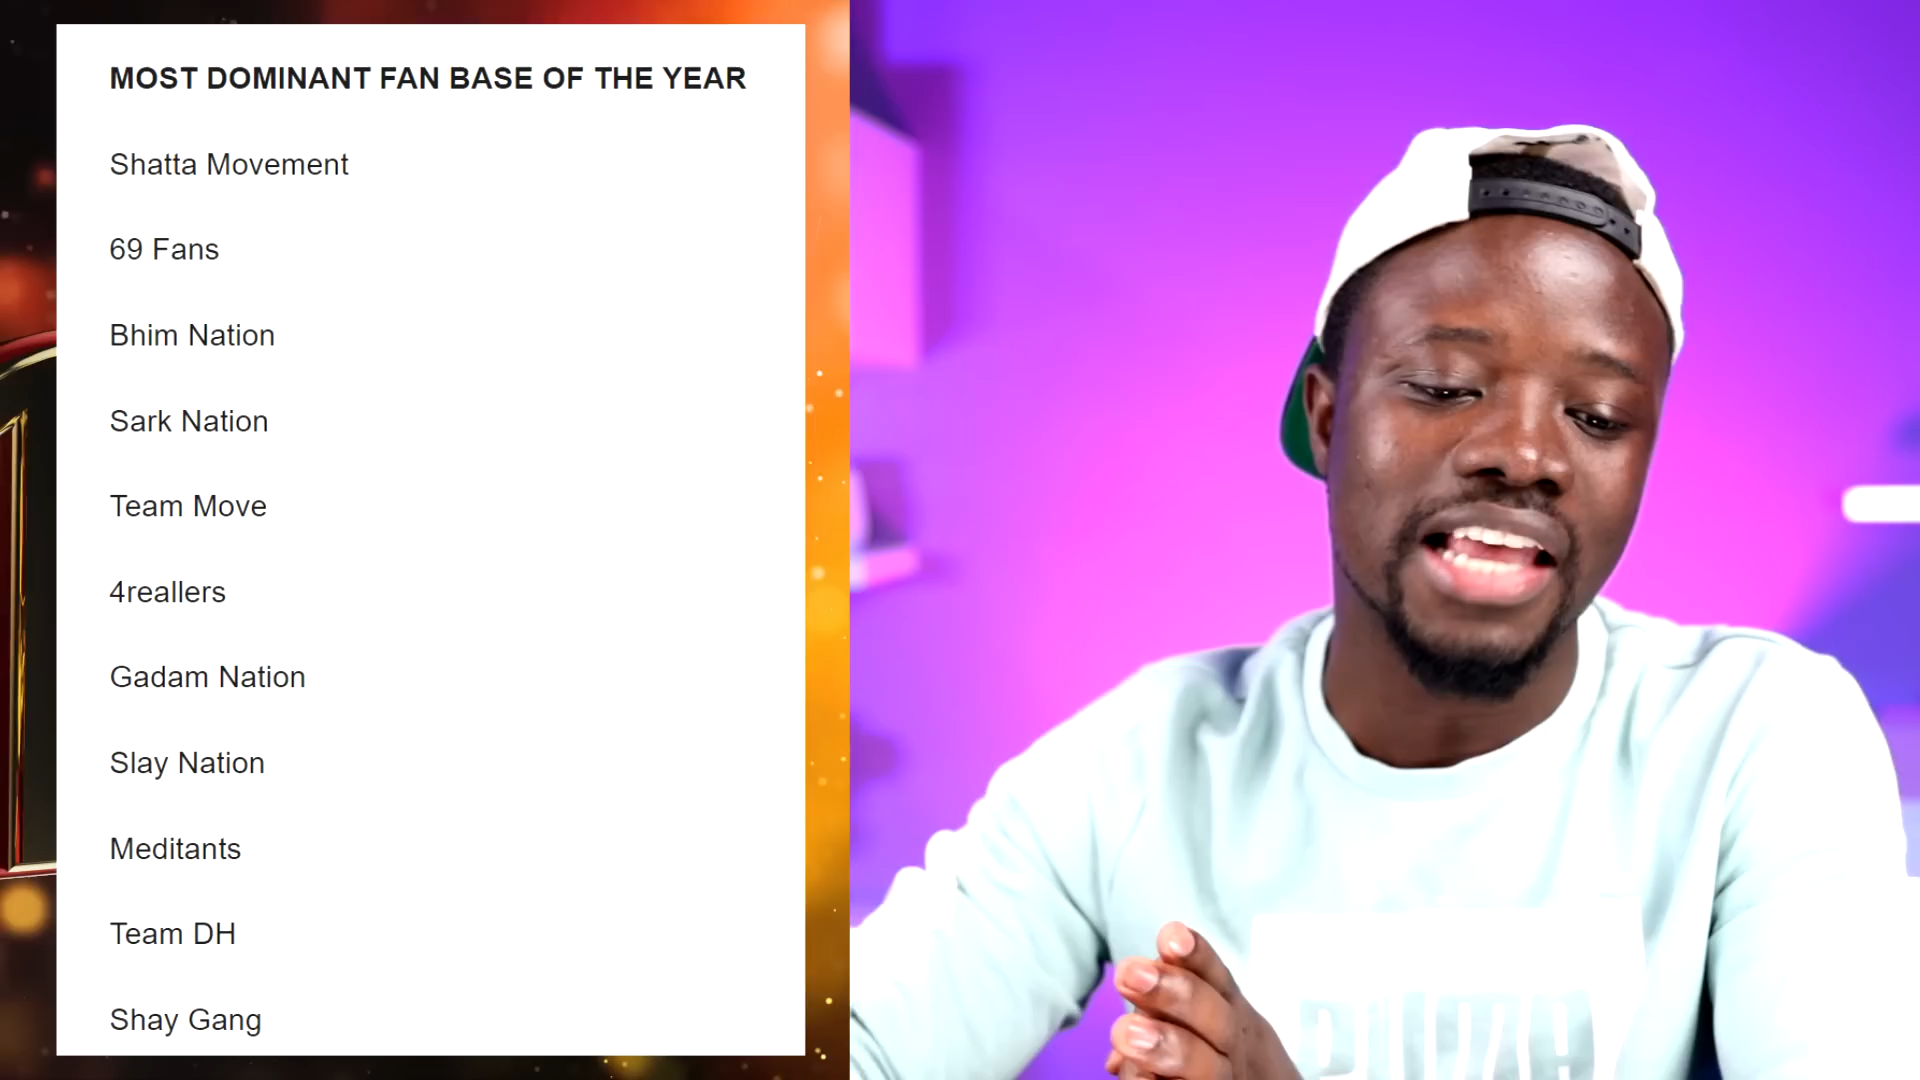 MOST DOMINANT FAN BASE OF THE YEAR
Shatta Movement
69 Fans
Bhim Nation
Sark Nation
Team Move
4reallers
Gadam Nation
Slay Nation
Meditants
Team DH
Shay Gang